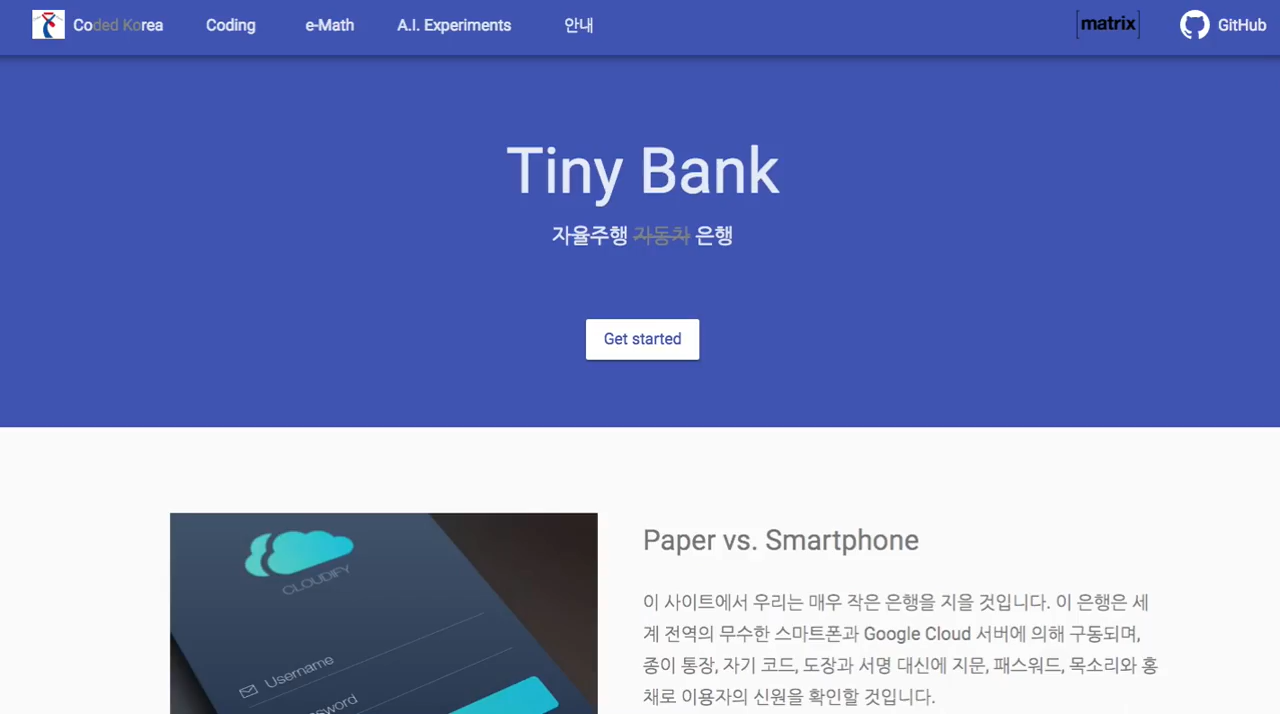 Coded Korea
Coding
e-Math
A.I. Experiments
안내
[matrix]
GitHub
Tiny Bank
자율주행 자동차 은행
Get started
CLOUDIFY
Username
ssword
Paper vs. Smartphone
이 사이트에서 우리는 매우 작은 은행을 지을 것입니다. 이 은행은 세
계 전역의 무수한 스마트폰과 Google Cloud 서버에 의해 구동되며,
종이 통장, 자기 코드, 도장과 서명 대신에 지문, 패스워드, 목소리와 홍
채로 이용자의 신원을 확인할 것입니다.